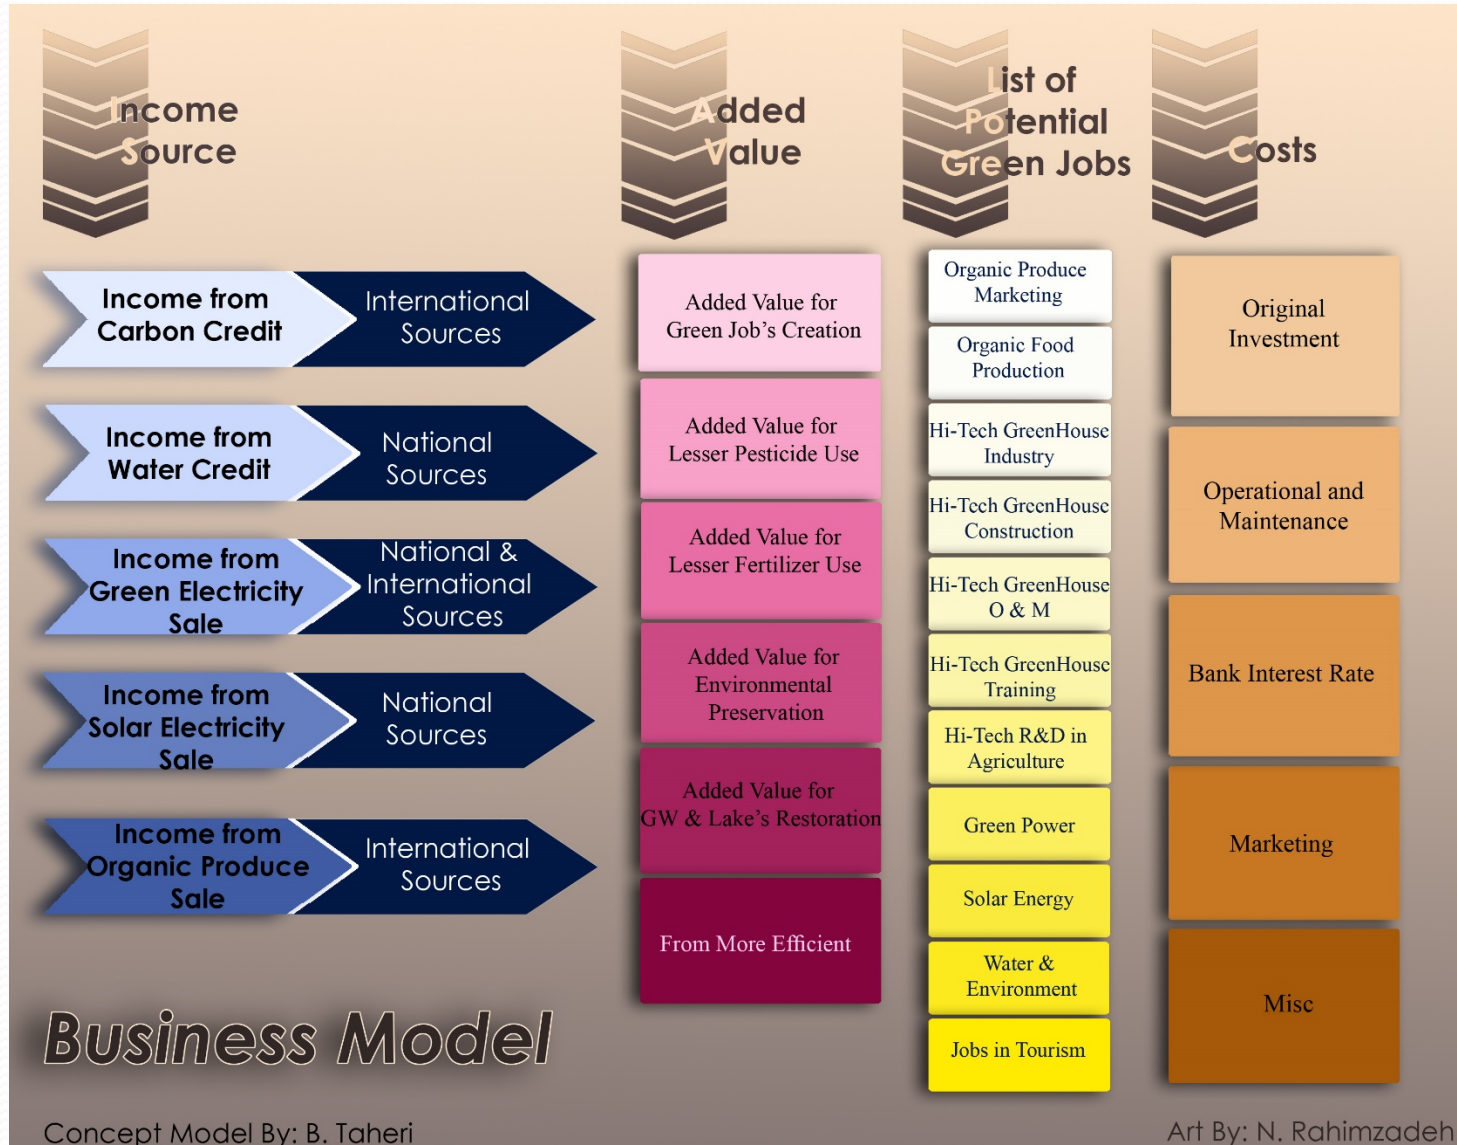 Income
Source
Added
Value
List of
Potential
Green Jobs
Costs
Income from
Carbon Credit
International
Sources
Income from
Water Credit
National
Sources
Income from
Green Electricity
Sale
National &
International
Sources
Income from
Solar Electricity
Sale
National
Sources
Income from
Organic Produce
Sale
International
Sources
Added Value for
Green Job's Creation
Added Value for
Lesser Pesticide Use
Added Value for
Lesser Fertilizer Use
Added Value for
Environmental
Preservation
Added Value for
GW & Lake's Restoration
From More Efficient
Organic Produce
Marketing
Organic Food
Production
Hi-Tech GreenHouse
Industry
Hi-Tech GreenHouse
Construction
Hi-Tech GreenHouse
O & M
Hi-Tech GreenHouse
Training
Hi-Tech R&D in
Agriculture
Green Power
Solar Energy
Water &
Environment
Jobs in Tourism
Original
Investment
Operational and
Maintenance
Bank Interest Rate
Marketing
Misc
Business Model
Concept Model By: B. Taheri
Art By: N. Rahimzadeh